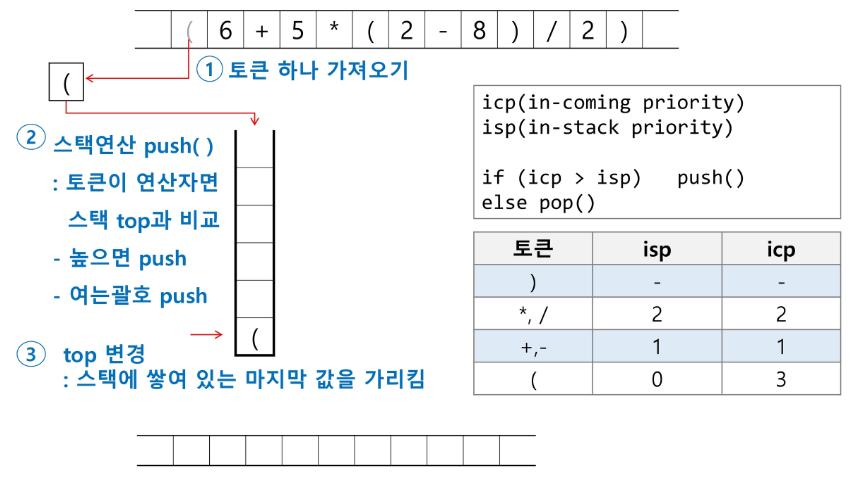 ( 6 + 5 * ( 2 - 8 ) / 2 )
① 토큰 하나 가져오기
(
② 스택연산 push( )
: 토큰이 연산자면
스택 top과 비교
- 높으면 push
- 여는괄호 push
(
③ top 변경
: 스택에 쌓여 있는 마지막 값을 가리킴
icp(in-coming priority)
isp(in-stack priority)
if (icp > isp) push()
else pop()
토큰 isp icp
) - -
*, / 2 2
+,- 1 1
( 0 3